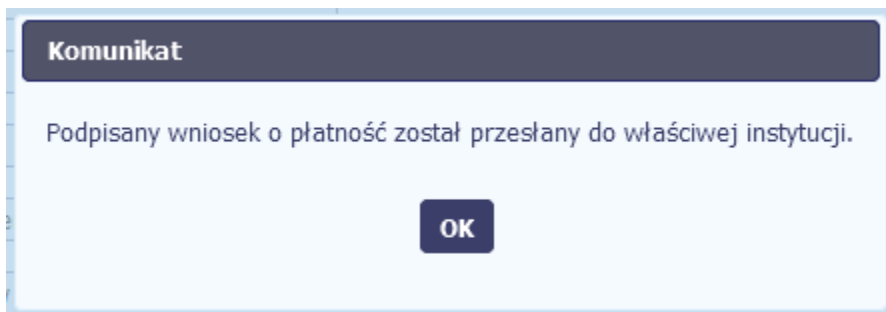 Komunikat
Podpisany wniosek o płatność został przesłany do właściwej instytucji.
OK